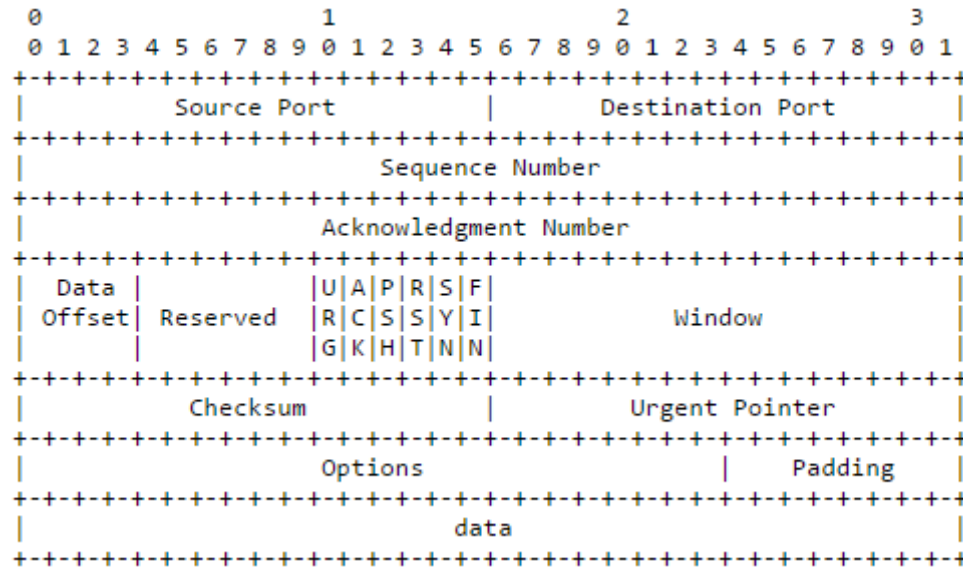 0                   1                   2                   3
 0 1 2 3 4 5 6 7 8 9 0 1 2 3 4 5 6 7 8 9 0 1 2 3 4 5 6 7 8 9 0 1
+-+-+-+-+-+-+-+-+-+-+-+-+-+-+-+-+-+-+-+-+-+-+-+-+-+-+-+-+-+-+-+-+
|          Source Port          |       Destination Port        |
+-+-+-+-+-+-+-+-+-+-+-+-+-+-+-+-+-+-+-+-+-+-+-+-+-+-+-+-+-+-+-+-+
|                        Sequence Number                        |
+-+-+-+-+-+-+-+-+-+-+-+-+-+-+-+-+-+-+-+-+-+-+-+-+-+-+-+-+-+-+-+-+
|                    Acknowledgment Number                      |
+-+-+-+-+-+-+-+-+-+-+-+-+-+-+-+-+-+-+-+-+-+-+-+-+-+-+-+-+-+-+-+-+
|  Data |           |U|A|P|R|S|F|                               |
| Offset| Reserved  |R|C|S|S|Y|I|            Window             |
|       |           |G|K|H|T|N|N|                               |
+-+-+-+-+-+-+-+-+-+-+-+-+-+-+-+-+-+-+-+-+-+-+-+-+-+-+-+-+-+-+-+-+
|           Checksum            |         Urgent Pointer        |
+-+-+-+-+-+-+-+-+-+-+-+-+-+-+-+-+-+-+-+-+-+-+-+-+-+-+-+-+-+-+-+-+
|                    Options                    |    Padding    |
+-+-+-+-+-+-+-+-+-+-+-+-+-+-+-+-+-+-+-+-+-+-+-+-+-+-+-+-+-+-+-+-+
|                             data                              |
+-+-+-+-+-+-+-+-+-+-+-+-+-+-+-+-+-+-+-+-+-+-+-+-+-+-+-+-+-+-+-+-+